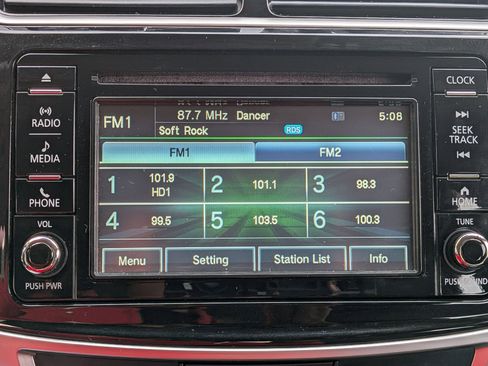 FM1
87.7 MHz Dancer
5:08
Soft Rock
RDS
FM1 FM2
1 101.9 HD1
2 101.1
3 98.3
4 99.5
5 103.5
6 100.3
Menu Setting Station List Info
RADIO
MEDIA
PHONE
VOL
PUSH PWR
CLOCK
SEEK
TRACK
HOME
TUNE
PUSH SOUND